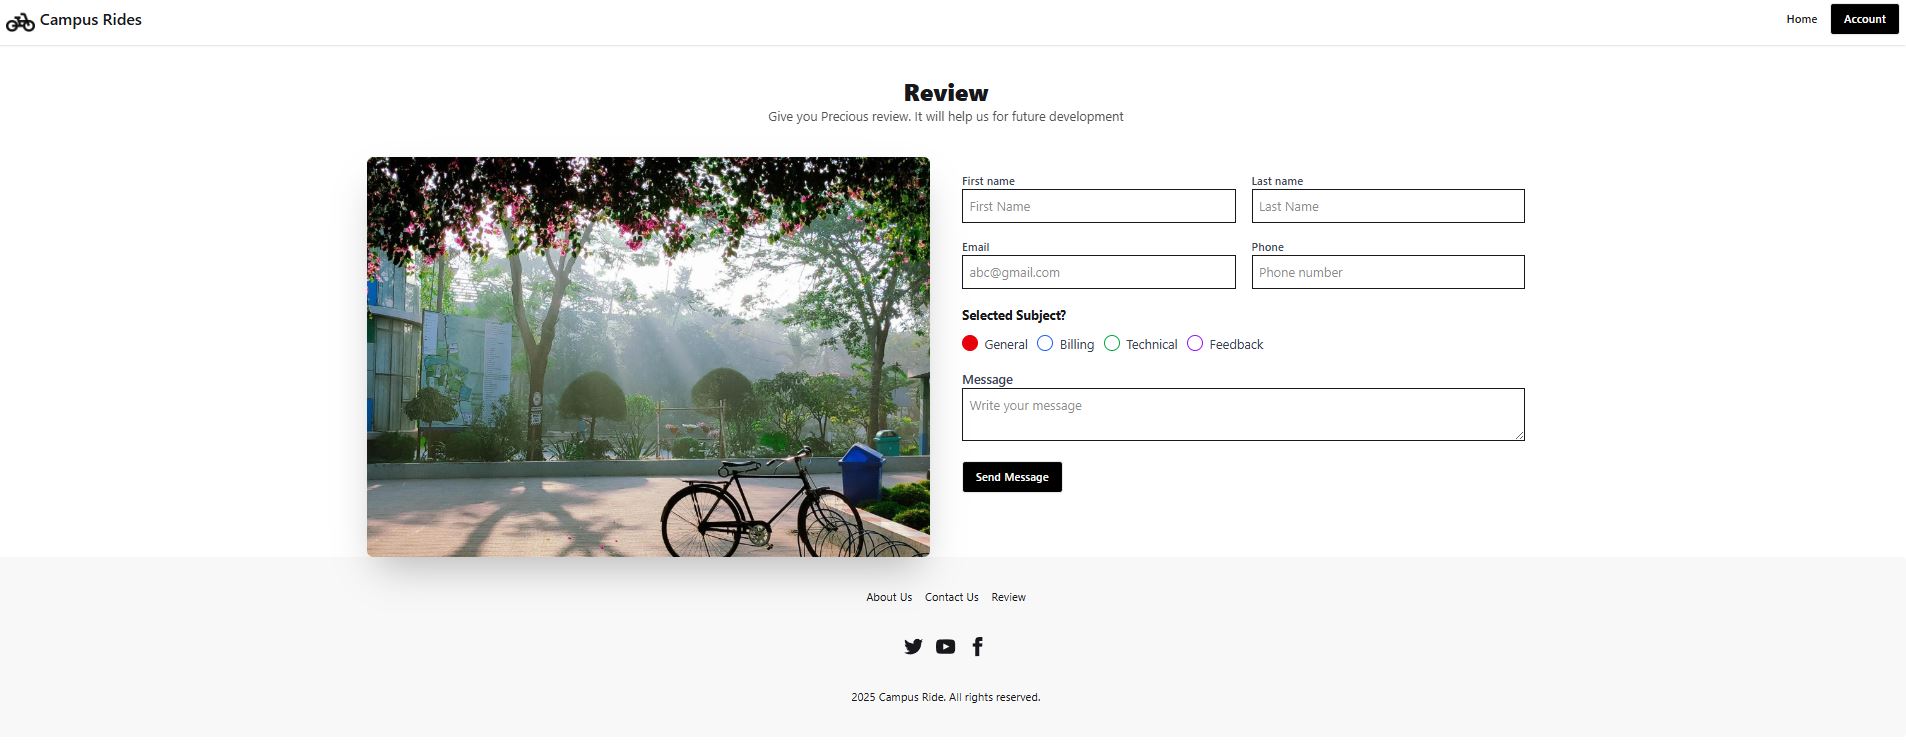 Campus Rides
Home
Account
Review
Give you Precious review. It will help us for future development
First name
Last name
First Name
Last Name
Email
Phone
abc@gmail.com
Phone number
Selected Subject?
General
Billing
Technical
Feedback
Message
Write your message
Send Message
About Us
Contact Us
Review
2025 Campus Ride. All rights reserved.